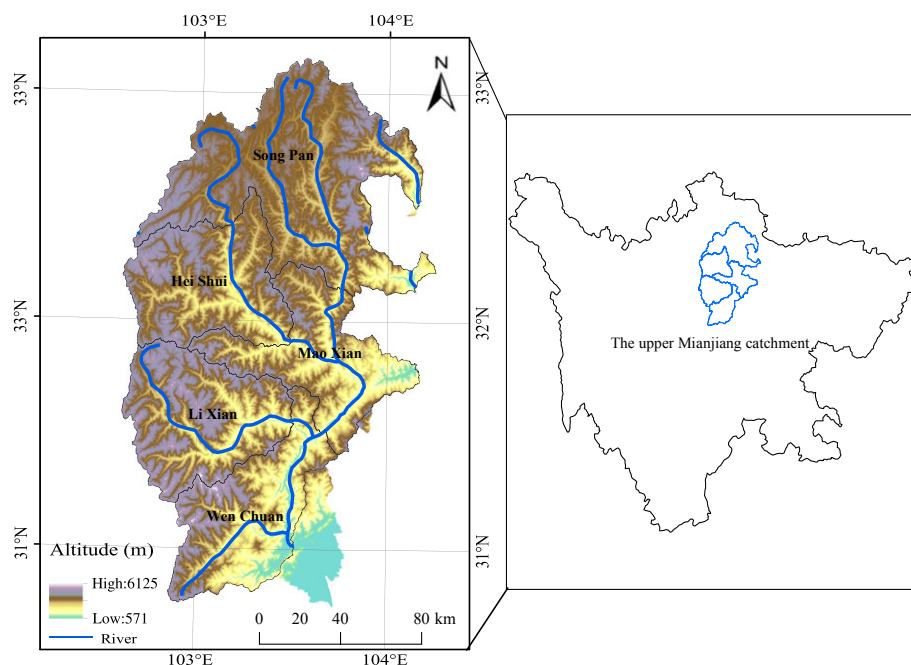 103°E
104°E
33°N
33°N
N
Song Pan
Hei Shui
33°N
32°N
Mao Xian
The upper Mianjiang catchment
Li Xian
Wen Chuan
31°N
31°N
Altitude (m)
High:6125
Low:571
River
0 20 40 80 km
103°E
104°E